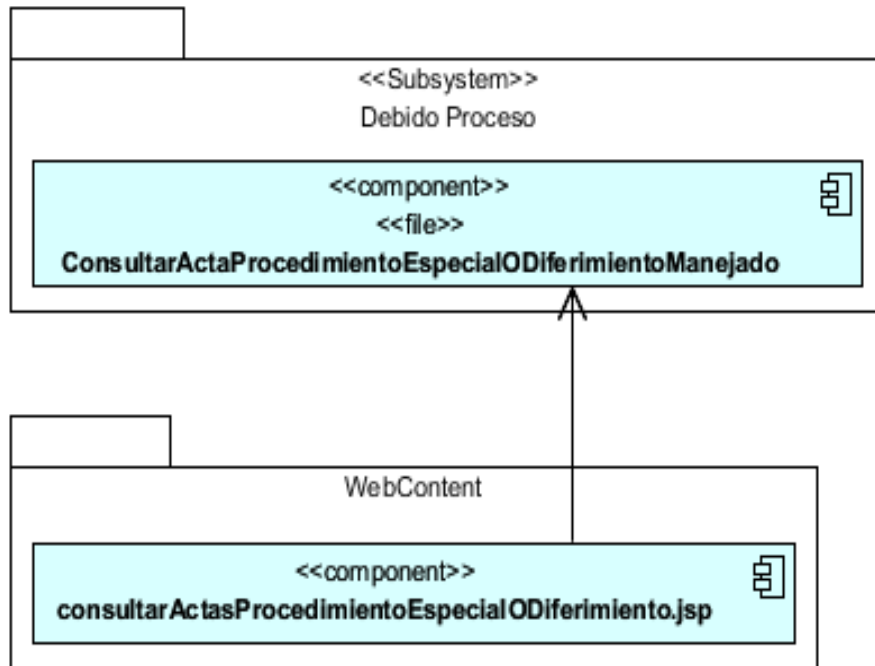 <<Subsystem>>
Debido Proceso
<<component>>
<<file>>
ConsultarActaProcedimientoEspecialODiferimientoManejado
WebContent
<<component>>
consultarActasProcedimientoEspecialODiferimiento.jsp